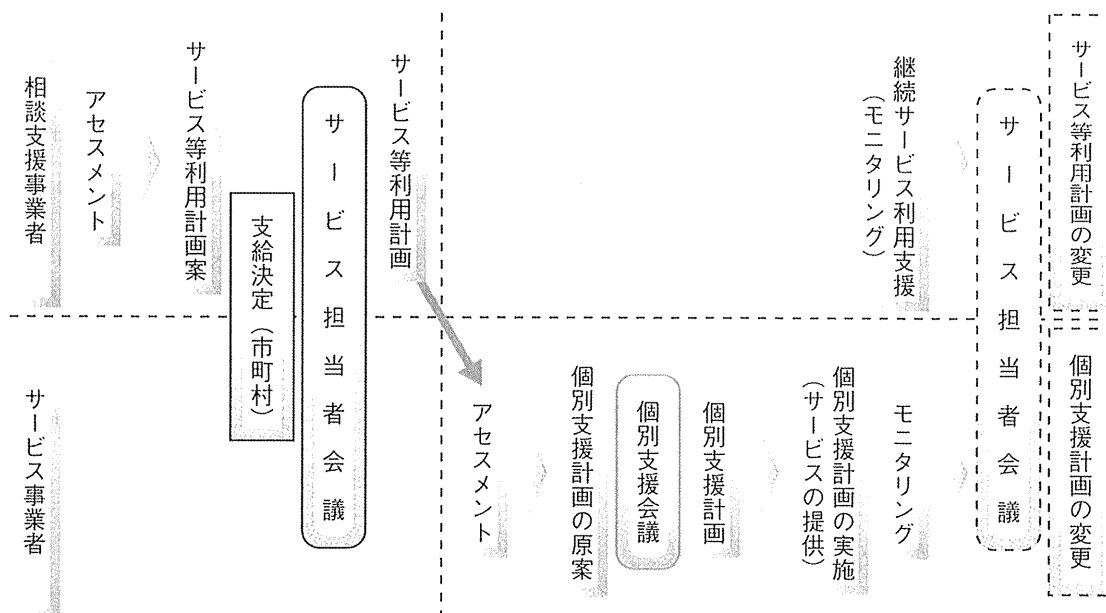 相談支援事業者
アセスメント
サービス等利用計画案
支給決定（市町村）
サービス担当者会議
サービス等利用計画
継続サービス利用支援
（モニタリング）
サービス担当者会議
サービス等利用計画の変更
サービス事業者
アセスメント
個別支援計画の原案
個別支援会議
個別支援計画
個別支援計画の実施
（サービスの提供）
モニタリング
個別支援計画の変更